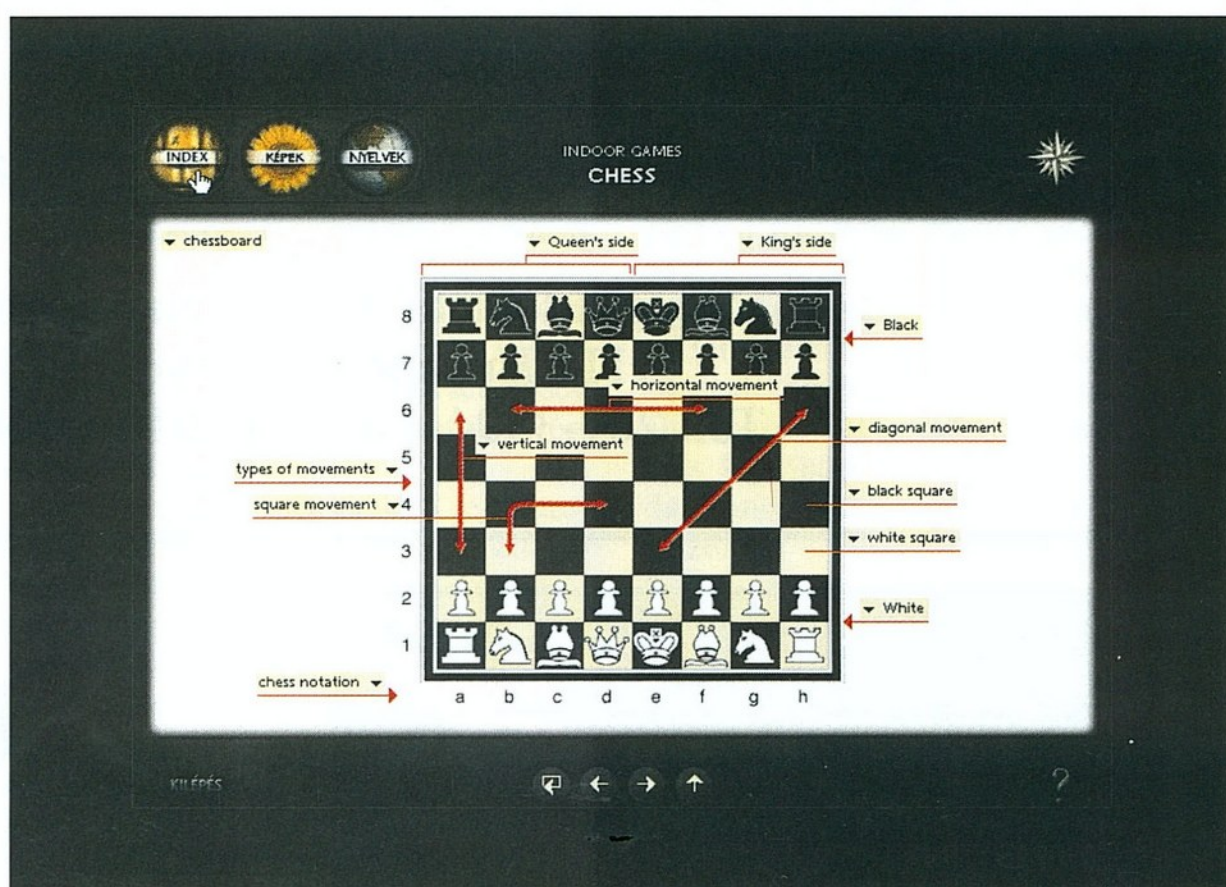 INDEX
KÉPEK
NYELVEK
INDOOR GAMES
CHESS
chessboard
Queen's side
King's side
8
Black
7
horizontal movement
6
diagonal movement
vertical movement
5
types of movements
black square
square movement
4
white square
3
2
White
1
chess notation
a b c d e f g h
KILÉPÉS
?